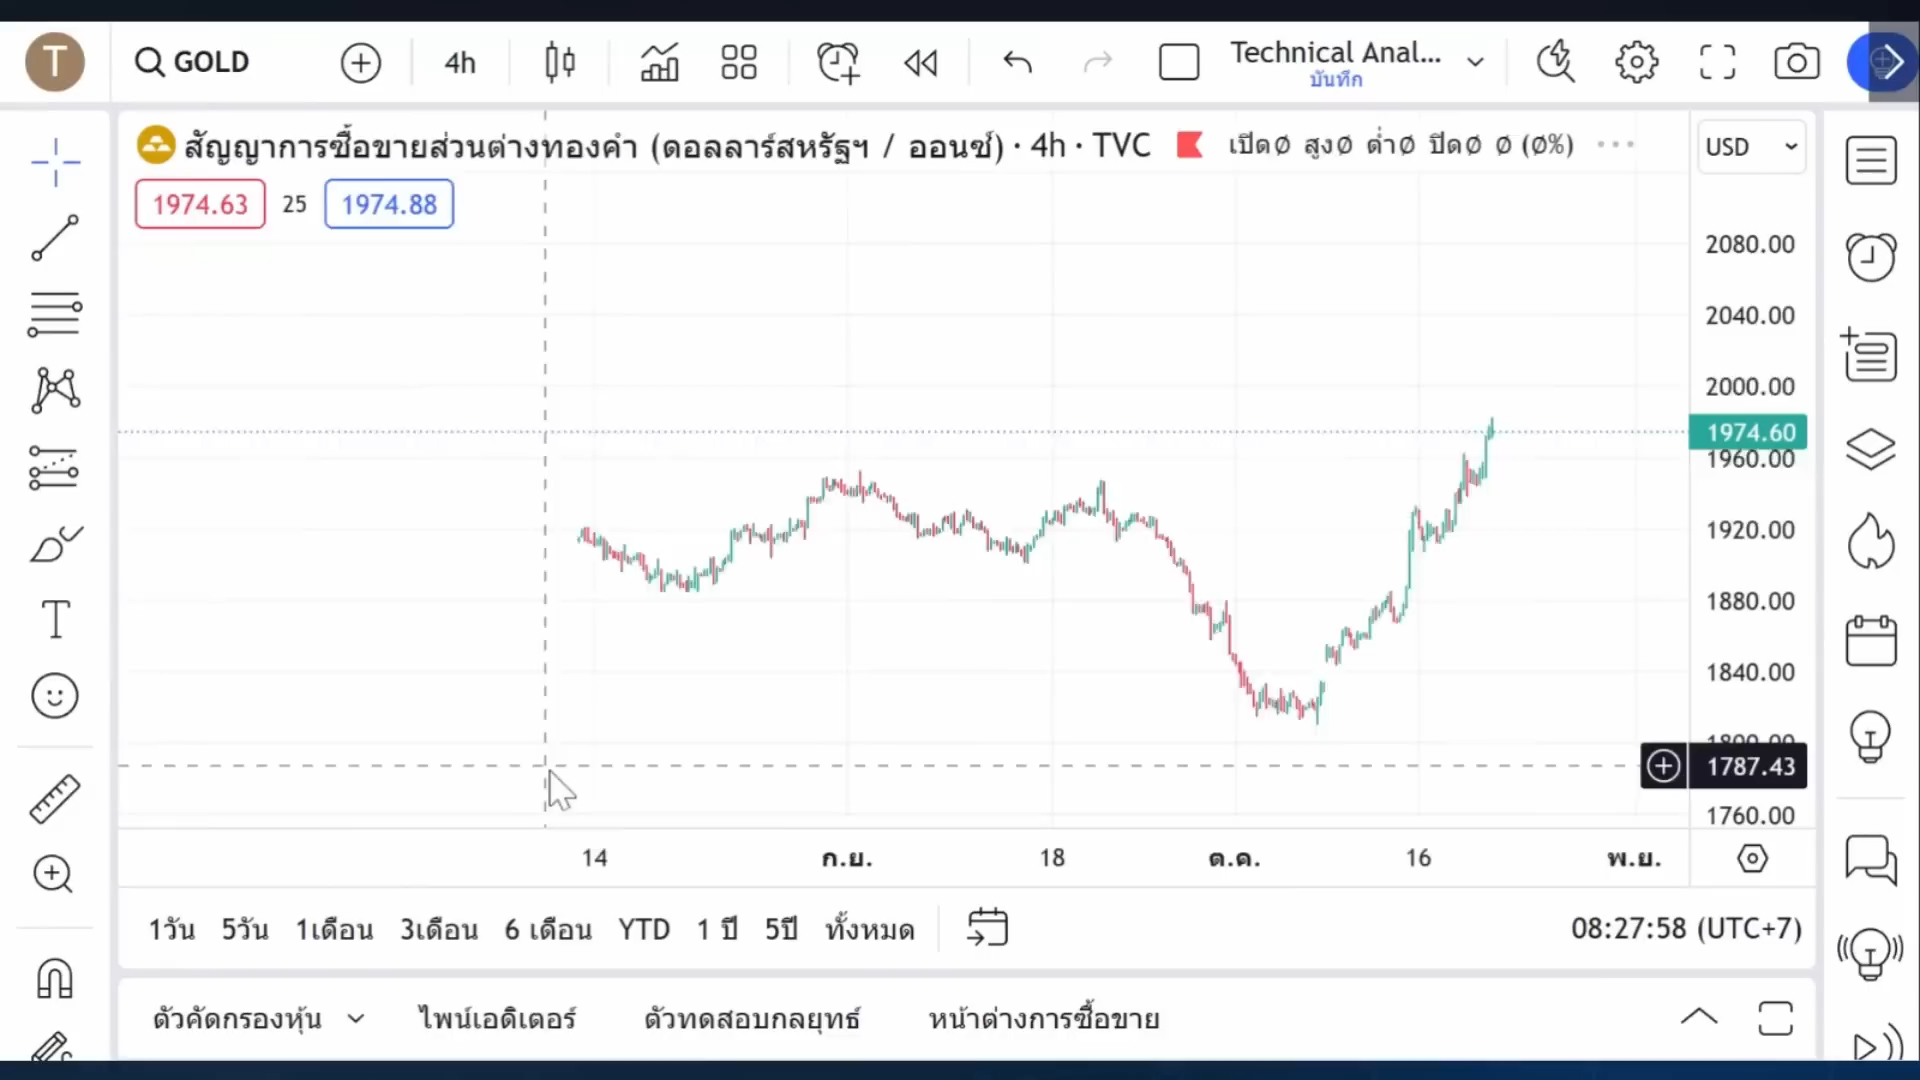 T
GOLD
4h
Technical Anal...
บันทึก
สัญญาการซื้อขายส่วนต่างทองคำ (ดอลลาร์สหรัฐฯ / ออนซ์) · 4h · TVC
เปิดØ สูงØ ต่ำØ ปิดØ Ø (Ø%)
USD
1974.63
25
1974.88
2080.00
2040.00
2000.00
1974.60
1960.00
1920.00
1880.00
1840.00
1787.43
1760.00
14
ก.ย.
18
ต.ค.
16
พ.ย.
1วัน 5วัน 1เดือน 3เดือน 6 เดือน YTD 1 ปี 5ปี ทั้งหมด
08:27:58 (UTC+7)
ตัวคัดกรองหุ้น
ไพน์เอดิเตอร์
ตัวทดสอบกลยุทธ์
หน้าต่างการซื้อขาย